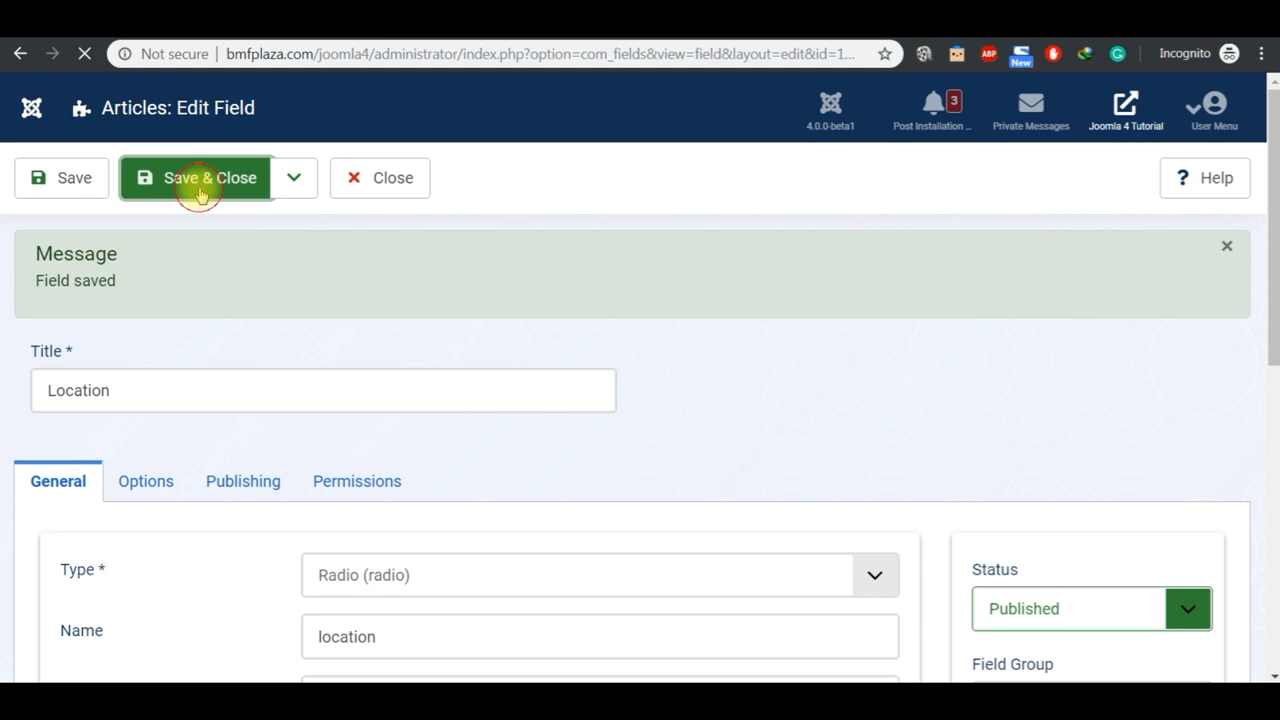 Not secure | bmfplaza.com/joomla4/administrator/index.php?option=com_fields&view=field&layout=edit&id=1...
ABP
New
Incognito
Articles: Edit Field
3
4.0.0-beta1
Post Installation ...
Private Messages
Joomla 4 Tutorial
User Menu
Save
Save & Close
Close
? Help
Message
Field saved
Title *
Location
General
Options
Publishing
Permissions
Type *
Radio (radio)
Name
location
Status
Published
Field Group